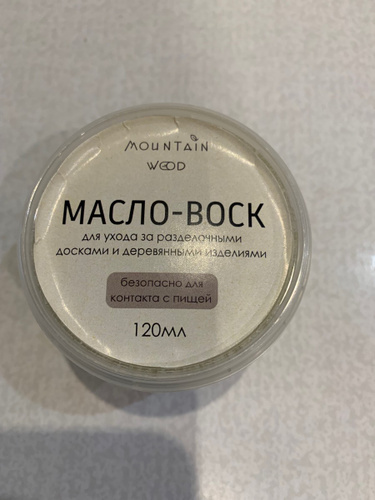 MOUNTAIN
WOOD
МАСЛО-ВОСК
для ухода за разделочными
досками и деревянными изделиями
безопасно для
контакта с пищей
120мл